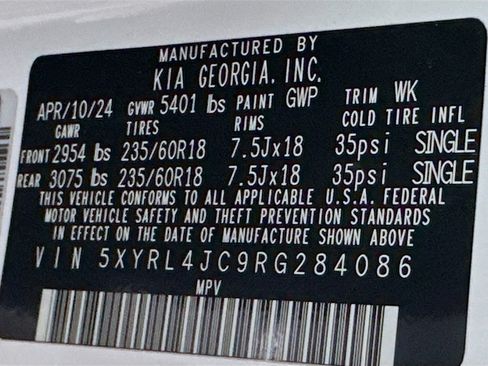 MANUFACTURED BY
KIA GEORGIA, INC.
APR/10/24 GVWR 5401 lbs PAINT GWP TRIM WK
GAWR TIRES RIMS COLD TIRE INFL
FRONT 2954 lbs 235/60R18 7.5Jx18 35psi SINGLE
REAR 3075 lbs 235/60R18 7.5Jx18 35psi SINGLE
THIS VEHICLE CONFORMS TO ALL APPLICABLE U.S.A. FEDERAL
MOTOR VEHICLE SAFETY AND THEFT PREVENTION STANDARDS
IN EFFECT ON THE DATE OF MANUFACTURE SHOWN ABOVE
VIN 5XYRL4JC9RG284086
MPV